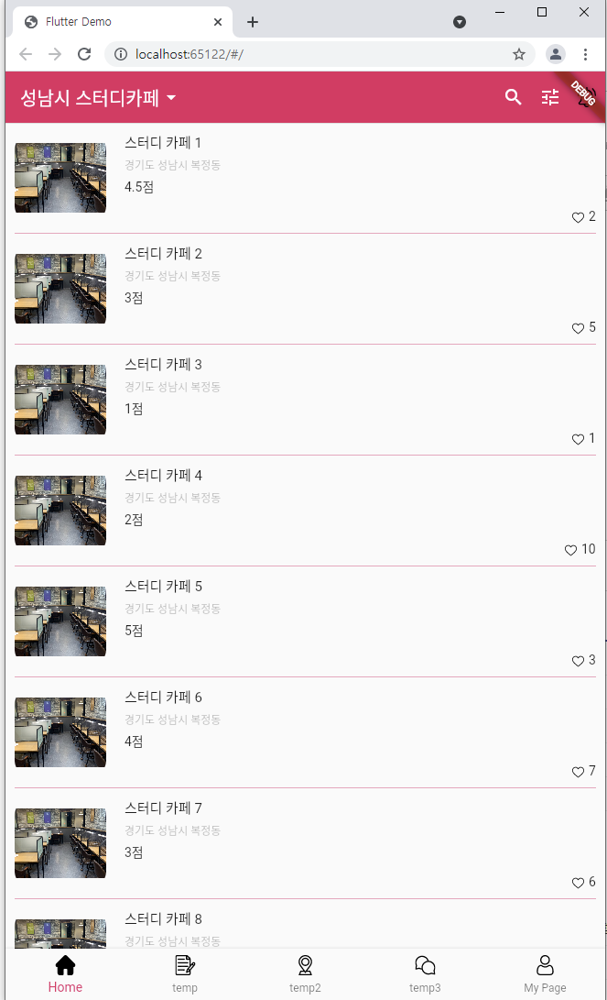 Flutter Demo
localhost:65122/#/
성남시 스터디카페
DEBUG
스터디 카페 1
경기도 성남시 복정동
4.5점
2
스터디 카페 2
경기도 성남시 복정동
3점
5
스터디 카페 3
경기도 성남시 복정동
1점
1
스터디 카페 4
경기도 성남시 복정동
2점
10
스터디 카페 5
경기도 성남시 복정동
5점
3
스터디 카페 6
경기도 성남시 복정동
4점
7
스터디 카페 7
경기도 성남시 복정동
3점
6
스터디 카페 8
경기도 성남시 복정동
Home
temp
temp2
temp3
My Page